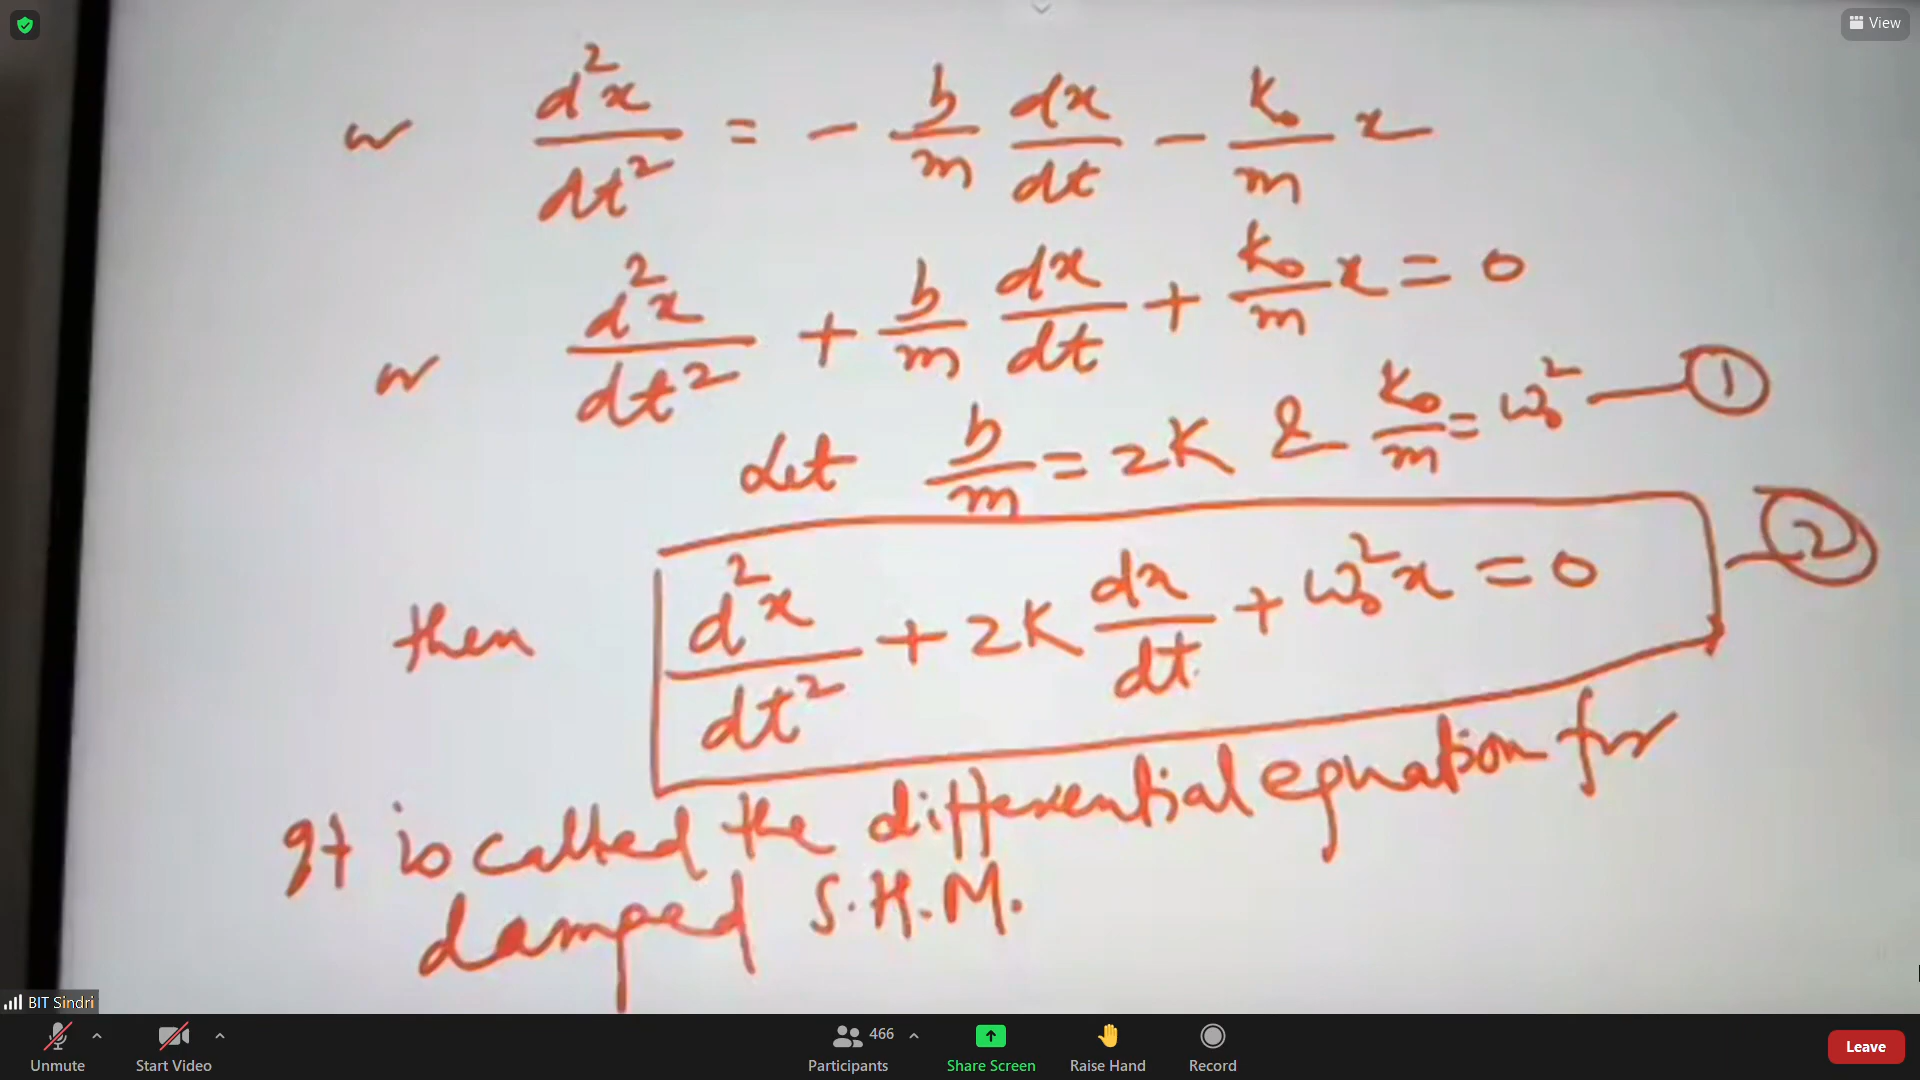 View
or d²x/dt² = - b/m dx/dt - k₀/m x
or d²x/dt² + b/m dx/dt + k₀/m x = 0
Let b/m = 2K & k₀/m = ω₀² — ①
then d²x/dt² + 2K dx/dt + ω₀²x = 0 — ②
It is called the differential equation for
damped S.H.M.
BIT Sindri
Unmute
Start Video
466
Participants
Share Screen
Raise Hand
Record
Leave